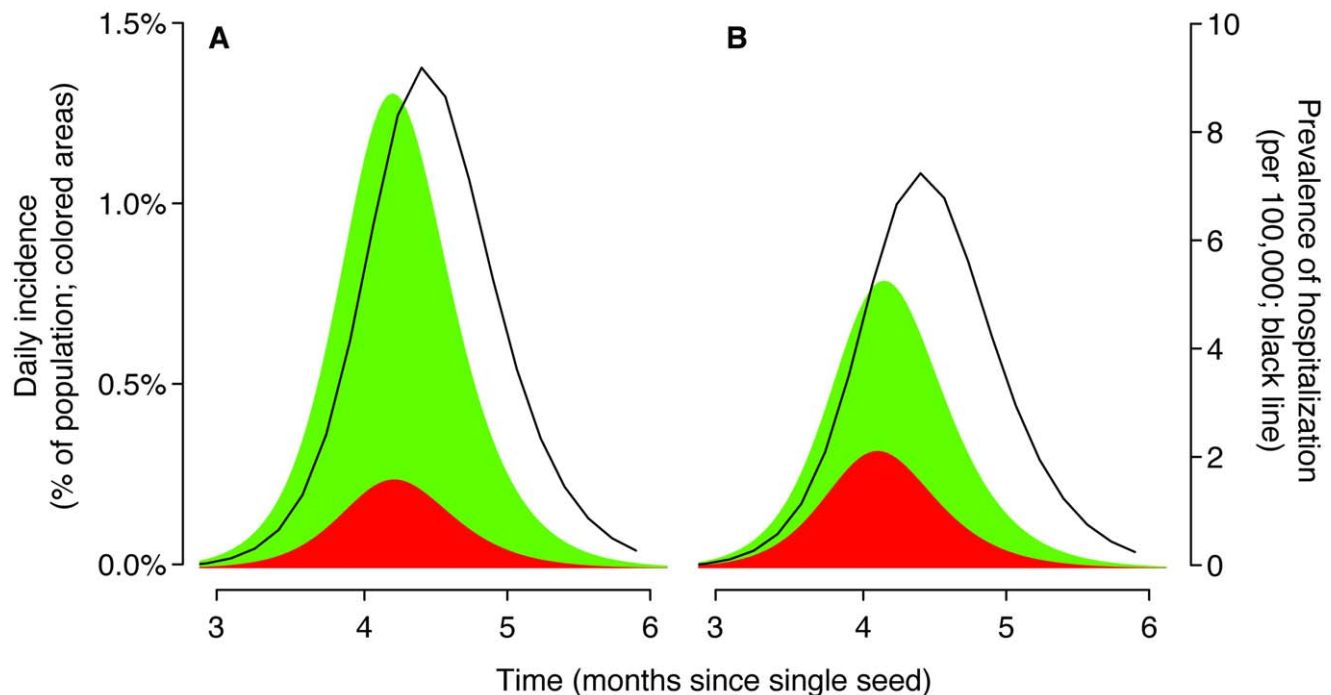 A
B
1.5%
1.0%
0.5%
0.0%
Daily incidence
(% of population; colored areas)
10
8
6
4
2
0
Prevalence of hospitalization
(per 100,000; black line)
3 4 5 6
3 4 5 6
Time (months since single seed)